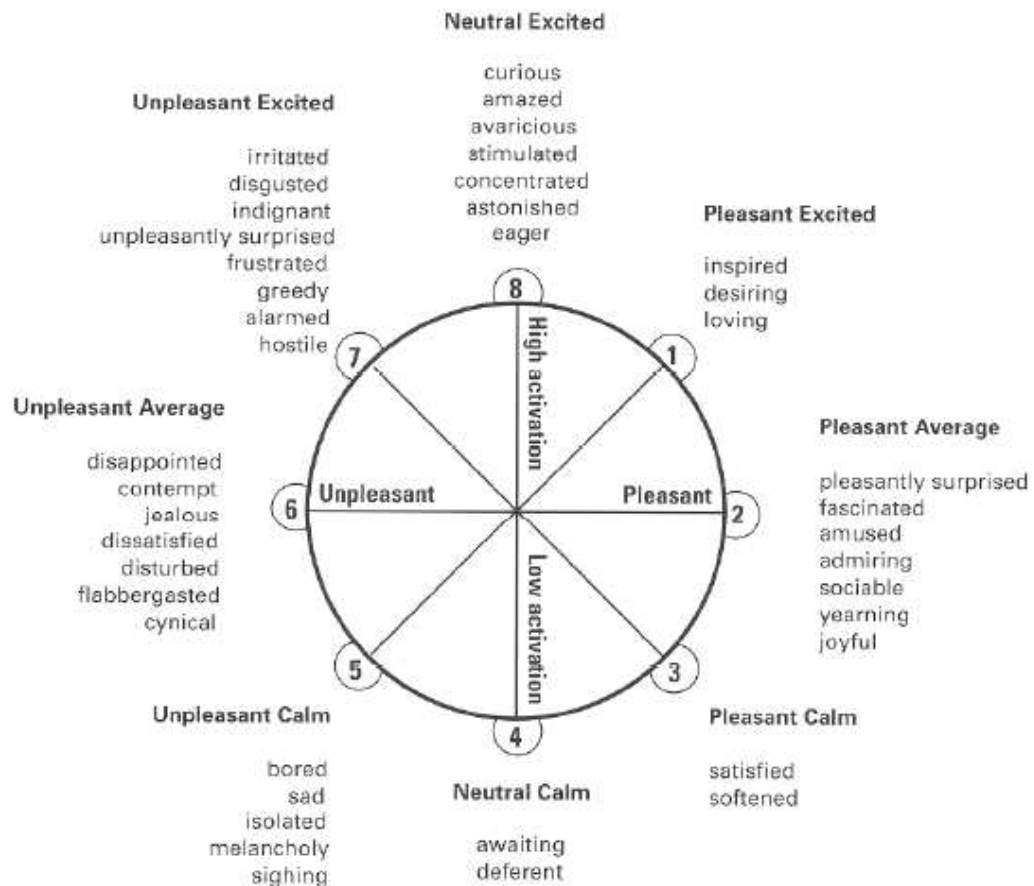 Neutral Excited
curious
amazed
avaricious
stimulated
concentrated
astonished
eager
Unpleasant Excited
irritated
disgusted
indignant
unpleasantly surprised
frustrated
greedy
alarmed
hostile
Pleasant Excited
inspired
desiring
loving
8
7
1
High activation
Unpleasant Average
disappointed
contempt
jealous
dissatisfied
disturbed
flabbergasted
cynical
6
Unpleasant
Pleasant
2
Pleasant Average
pleasantly surprised
fascinated
amused
admiring
sociable
yearning
joyful
Low activation
5
3
4
Unpleasant Calm
bored
sad
isolated
melancholy
sighing
Neutral Calm
awaiting
deferent
Pleasant Calm
satisfied
softened